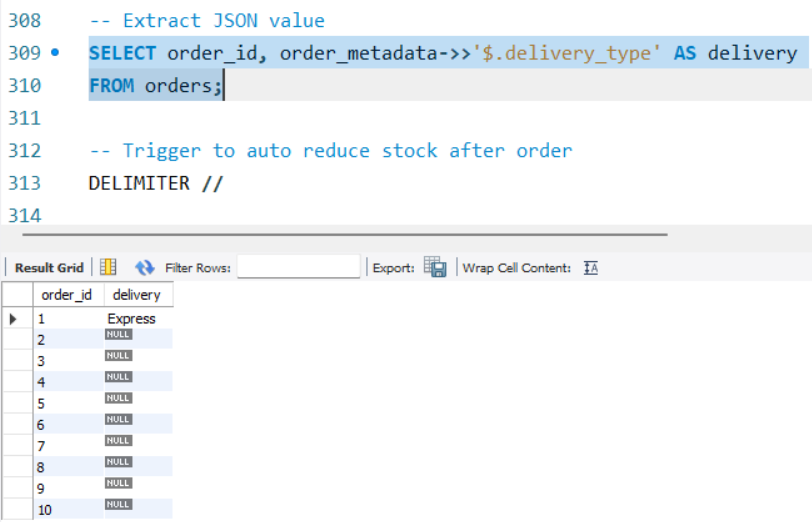 308 -- Extract JSON value
309 SELECT order_id, order_metadata->>'$.delivery_type' AS delivery
310 FROM orders;
311
312 -- Trigger to auto reduce stock after order
313 DELIMITER //
314
Result Grid Filter Rows: Export: Wrap Cell Content: IA
order_id delivery
1 Express
2 NULL
3 NULL
4 NULL
5 NULL
6 NULL
7 NULL
8 NULL
9 NULL
10 NULL